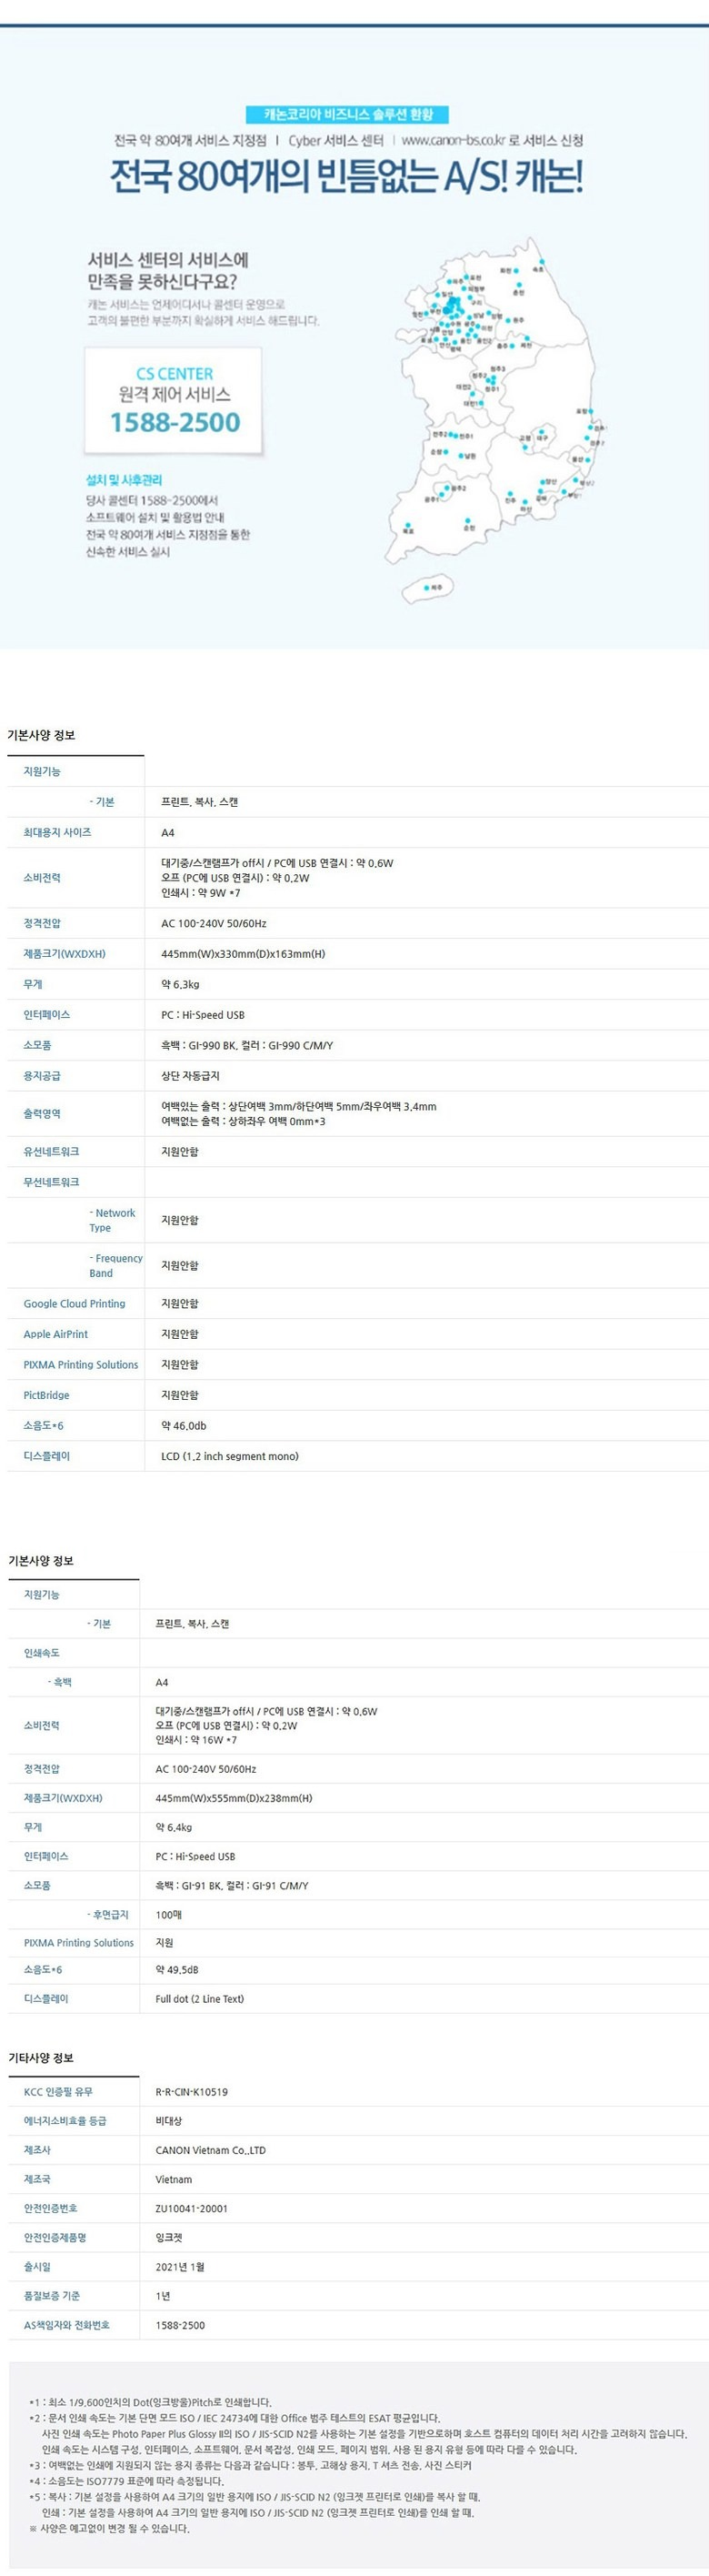 캐논코리아 비즈니스 솔루션 황황
전국 약 80여개 서비스 지정점 | Cyber 서비스 센터 | www.canon-bs.co.kr 로 서비스 신청
전국 80여개의 빈틈없는 A/S! 캐논!
서비스 센터의 서비스에
만족을 못하신다구요?
캐논 서비스는 언제어디서나 콜센터 운영으로
고객의 불편한 부분까지 확실하게 서비스 해드립니다.
CS CENTER
원격 제어 서비스
1588-2500
설치 및 사후관리
당사 콜센터 1588-2500에서
소프트웨어 설치 및 활용법 안내
전국 약 80여개 서비스 지정점을 통한
신속한 서비스 실시
속초
춘천
원주
포항
목포
순천
제주
기본사양 정보
지원기능
- 기본 프린트, 복사, 스캔
최대용지 사이즈 A4
소비전력 대기중/스캔램프가 off시 / PC에 USB 연결시 : 약 0.6W
오프 (PC에 USB 연결시) : 약 0.2W
인쇄시 : 약 9W *7
정격전압 AC 100-240V 50/60Hz
제품크기(WXDXH) 445mm(W)x330mm(D)x163mm(H)
무게 약 6.3kg
인터페이스 PC : Hi-Speed USB
소모품 흑백 : GI-990 BK, 컬러 : GI-990 C/M/Y
용지공급 상단 자동급지
출력영역 여백있는 출력 : 상단여백 3mm/하단여백 5mm/좌우여백 3.4mm
여백없는 출력 : 상하좌우 여백 0mm*3
유선네트워크 지원안함
무선네트워크
- Network Type 지원안함
- Frequency Band 지원안함
Google Cloud Printing 지원안함
Apple AirPrint 지원안함
PIXMA Printing Solutions 지원안함
PictBridge 지원안함
소음도*6 약 46.0db
디스플레이 LCD (1.2 inch segment mono)
기본사양 정보
지원기능
- 기본 프린트, 복사, 스캔
인쇄속도
- 흑백 A4
소비전력 대기중/스캔램프가 off시 / PC에 USB 연결시 : 약 0.6W
오프 (PC에 USB 연결시) : 약 0.2W
인쇄시 : 약 16W *7
정격전압 AC 100-240V 50/60Hz
제품크기(WXDXH) 445mm(W)x555mm(D)x238mm(H)
무게 약 6.4kg
인터페이스 PC : Hi-Speed USB
소모품 흑백 : GI-91 BK, 컬러 : GI-91 C/M/Y
- 후면급지 100매
PIXMA Printing Solutions 지원
소음도*6 약 49.5dB
디스플레이 Full dot (2 Line Text)
기타사양 정보
KCC 인증필 유무 R-R-CIN-K10519
에너지소비효율 등급 비대상
제조사 CANON Vietnam Co.,LTD
제조국 Vietnam
안전인증번호 ZU10041-20001
안전인증제품명 잉크젯
출시일 2021년 1월
품질보증 기준 1년
AS책임자와 전화번호 1588-2500
*1 : 최소 1/9,600인치의 Dot(잉크방울)Pitch로 인쇄합니다.
*2 : 문서 인쇄 속도는 기본 단면 모드 ISO / IEC 24734에 대한 Office 범주 테스트의 ESAT 평균입니다.
사진 인쇄 속도는 Photo Paper Plus Glossy II의 ISO / JIS-SCID N2를 사용하는 기본 설정을 기반으로하며 호스트 컴퓨터의 데이터 처리 시간을 고려하지 않습니다.
인쇄 속도는 시스템 구성, 인터페이스, 소프트웨어, 문서 복잡성, 인쇄 모드, 페이지 범위, 사용 된 용지 유형 등에 따라 다를 수 있습니다.
*3 : 여백없는 인쇄에 지원되지 않는 용지 종류는 다음과 같습니다 : 봉투, 고해상 용지, T 셔츠 전송, 사진 스티커
*4 : 소음도는 ISO7779 표준에 따라 측정됩니다.
*5 : 복사 : 기본 설정을 사용하여 A4 크기의 일반 용지에 ISO / JIS-SCID N2 (잉크젯 프린터로 인쇄)를 복사 할 때.
인쇄 : 기본 설정을 사용하여 A4 크기의 일반 용지에 ISO / JIS-SCID N2 (잉크젯 프린터로 인쇄)를 인쇄 할 때.
※ 사양은 예고없이 변경 될 수 있습니다.